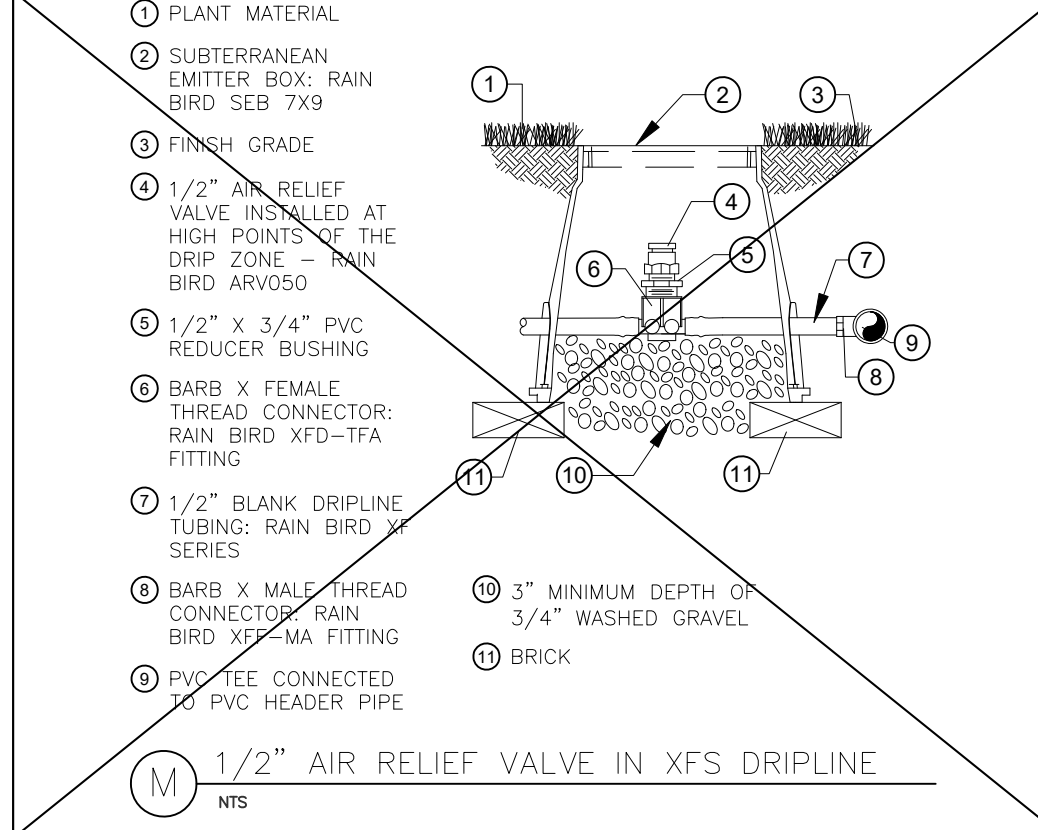 1 PLANT MATERIAL
2 SUBTERRANEAN
EMITTER BOX: RAIN
BIRD SEB 7X9
3 FINISH GRADE
4 1/2” AIR RELIEF
VALVE INSTALLED AT
HIGH POINTS OF THE
DRIP ZONE – RAIN
BIRD ARV050
5 1/2” X 3/4” PVC
REDUCER BUSHING
6 BARB X FEMALE
THREAD CONNECTOR:
RAIN BIRD XFD–TFA
FITTING
7 1/2” BLANK DRIPLINE
TUBING: RAIN BIRD XF
SERIES
8 BARB X MALE THREAD
CONNECTOR: RAIN
BIRD XFF–MA FITTING
9 PVC TEE CONNECTED
TO PVC HEADER PIPE
1
2
3
4
5
6
7
9
8
11
10
11
10 3” MINIMUM DEPTH OF
3/4” WASHED GRAVEL
11 BRICK
M 1/2” AIR RELIEF VALVE IN XFS DRIPLINE
NTS